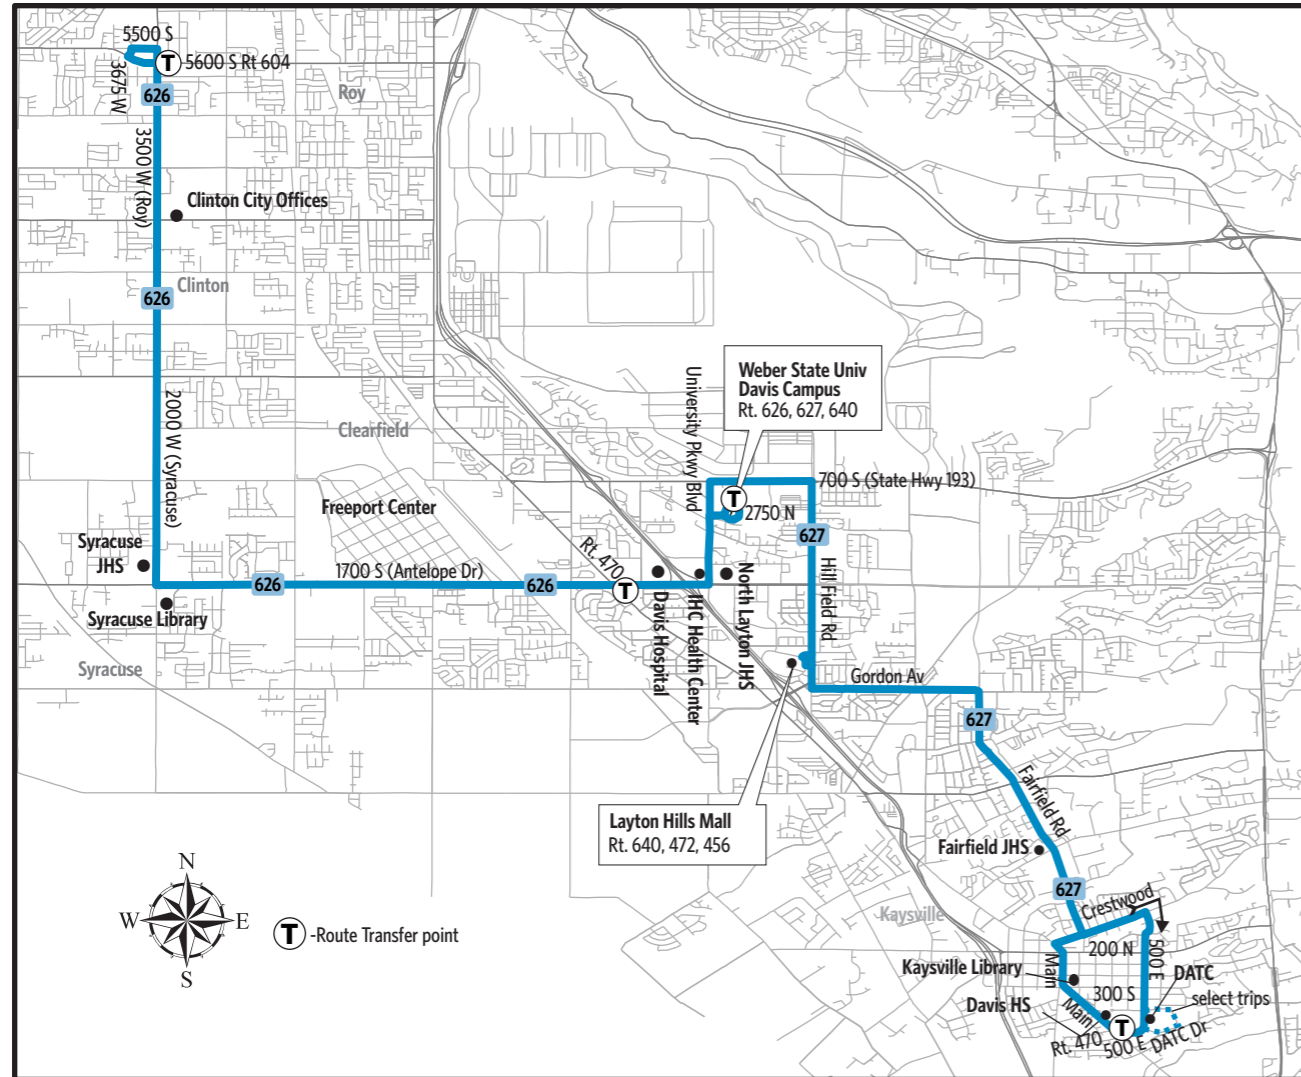 5500 S
5600 S Rt 604
3675 W
626
Roy
3500 W (Roy)
Clinton City Offices
Clinton
626
Weber State Univ
Davis Campus
Rt. 626, 627, 640
University Pkwy Blvd
2000 W (Syracuse)
Clearfield
700 S (State Hwy 193)
Freeport Center
2750 N
627
Syracuse
JHS
Rt. 470
1700 S (Antelope Dr)
626
626
Hill Field Rd
Davis Hospital
IHC Health Center
North Layton JHS
Syracuse Library
Syracuse
Gordon Av
627
Fairfield Rd
Layton Hills Mall
Rt. 640, 472, 456
Fairfield JHS
627
Crestwood
Kaysville
N
W
E
S
T
-Route Transfer point
200 N
500 E
Main
Kaysville Library
DATC
select trips
300 S
Davis HS
Main
Rt. 470
500 E
DATC Dr
T
T
T
T